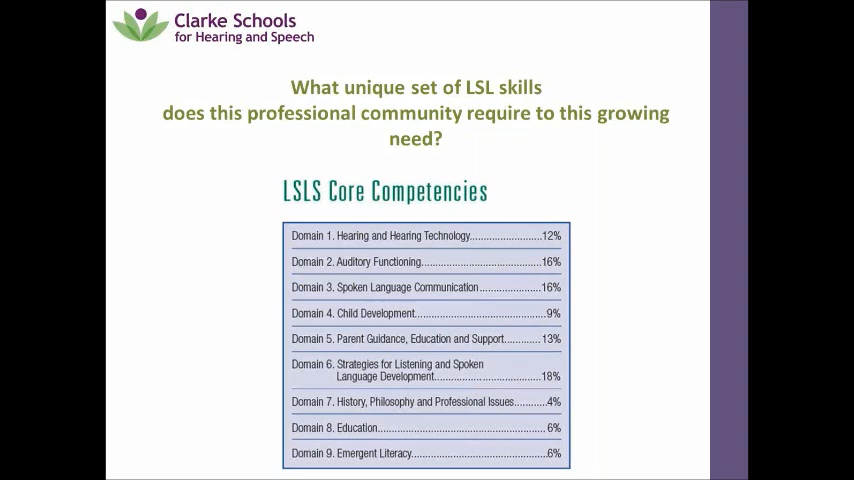 Clarke Schools
for Hearing and Speech
What unique set of LSL skills
does this professional community require to this growing
need?
LSLS Core Competencies
Domain 1. Hearing and Hearing Technology..........................12%
Domain 2. Auditory Functioning...........................................16%
Domain 3. Spoken Language Communication......................16%
Domain 4. Child Development...............................................9%
Domain 5. Parent Guidance, Education and Support............13%
Domain 6. Strategies for Listening and Spoken
Language Development......................................18%
Domain 7. History, Philosophy and Professional Issues...........4%
Domain 8. Education............................................................6%
Domain 9. Emergent Literacy................................................6%